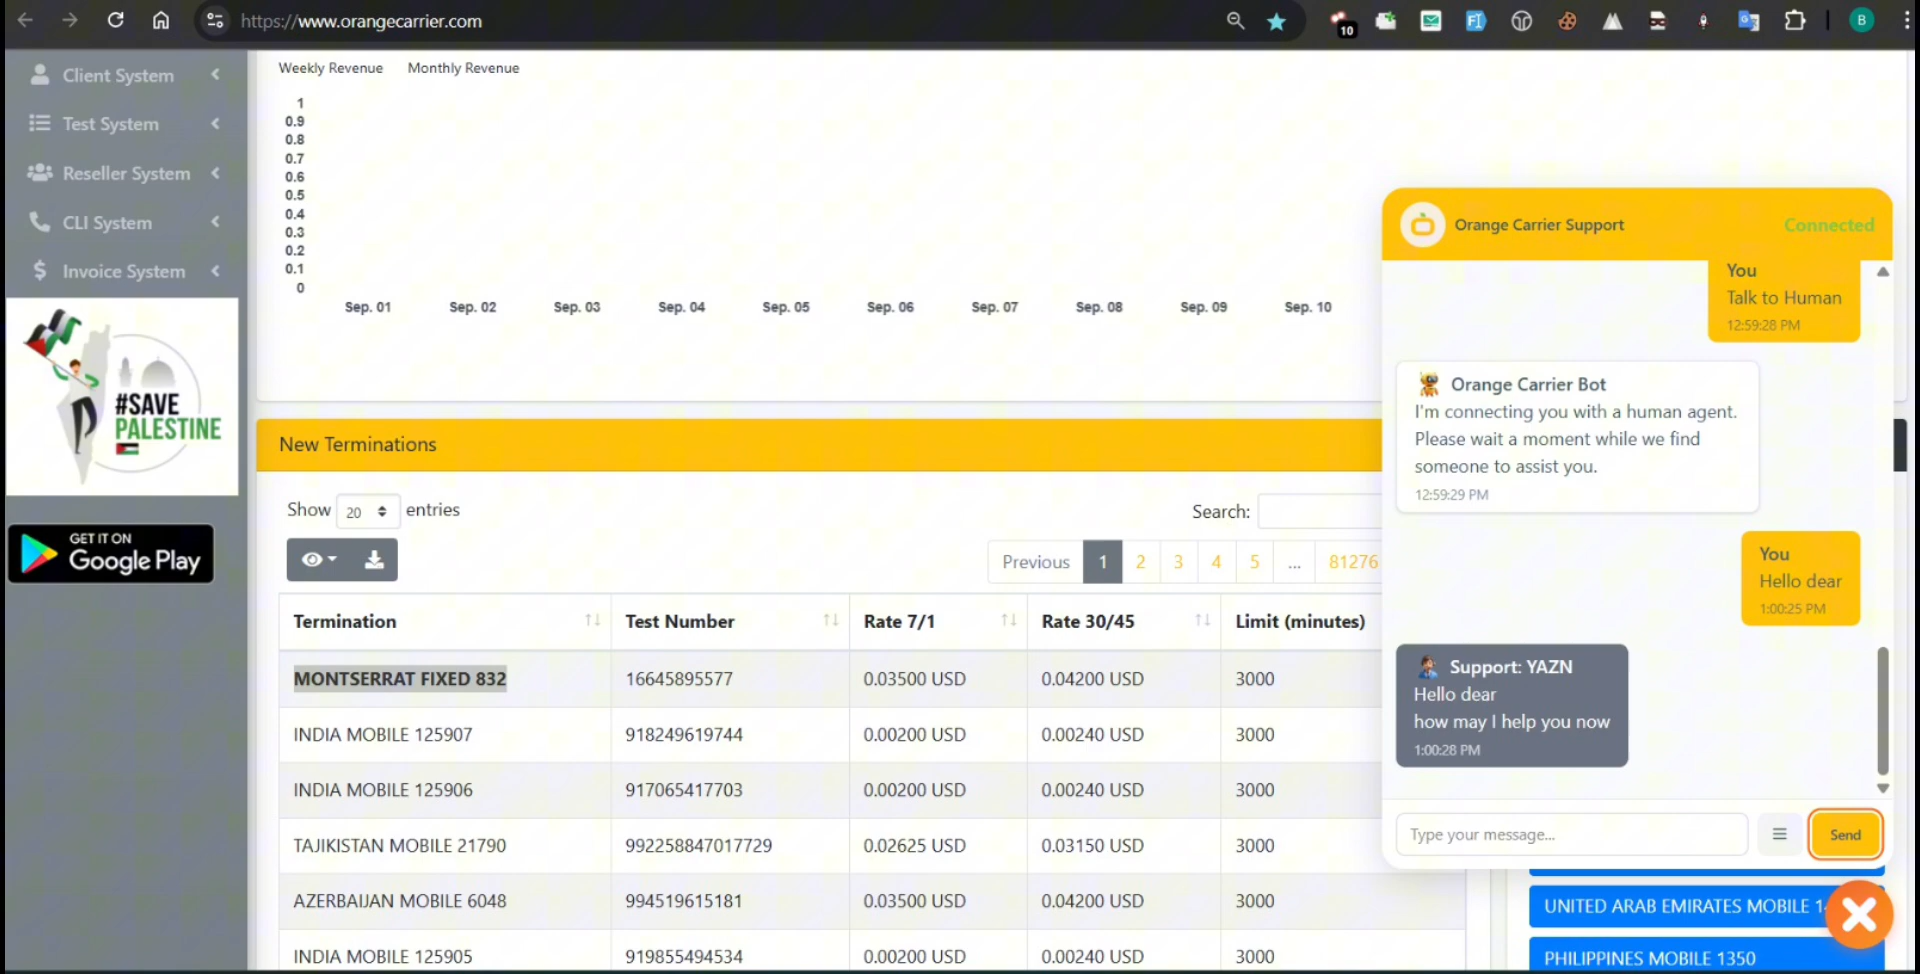 https://www.orangecarrier.com
10
B
Client System
Test System
Reseller System
CLI System
Invoice System
#SAVE
PALESTINE
GET IT ON
Google Play
Weekly Revenue Monthly Revenue
1
0.9
0.8
0.7
0.6
0.5
0.4
0.3
0.2
0.1
0
Sep. 01 Sep. 02 Sep. 03 Sep. 04 Sep. 05 Sep. 06 Sep. 07 Sep. 08 Sep. 09 Sep. 10
New Terminations
Show 20 entries
Search:
Previous 1 2 3 4 5 ... 81276
Termination Test Number Rate 7/1 Rate 30/45 Limit (minutes)
MONTSERRAT FIXED 832 16645895577 0.03500 USD 0.04200 USD 3000
INDIA MOBILE 125907 918249619744 0.00200 USD 0.00240 USD 3000
INDIA MOBILE 125906 917065417703 0.00200 USD 0.00240 USD 3000
TAJIKISTAN MOBILE 21790 992258847017729 0.02625 USD 0.03150 USD 3000
AZERBAIJAN MOBILE 6048 994519615181 0.03500 USD 0.04200 USD 3000
INDIA MOBILE 125905 919855494534 0.00200 USD 0.00240 USD 3000
Orange Carrier Support Connected
You
Talk to Human
12:59:28 PM
Orange Carrier Bot
I'm connecting you with a human agent.
Please wait a moment while we find
someone to assist you.
12:59:29 PM
You
Hello dear
1:00:25 PM
Support: YAZN
Hello dear
how may I help you now
1:00:28 PM
Type your message...
Send
UNITED ARAB EMIRATES MOBILE
PHILIPPINES MOBILE 1350